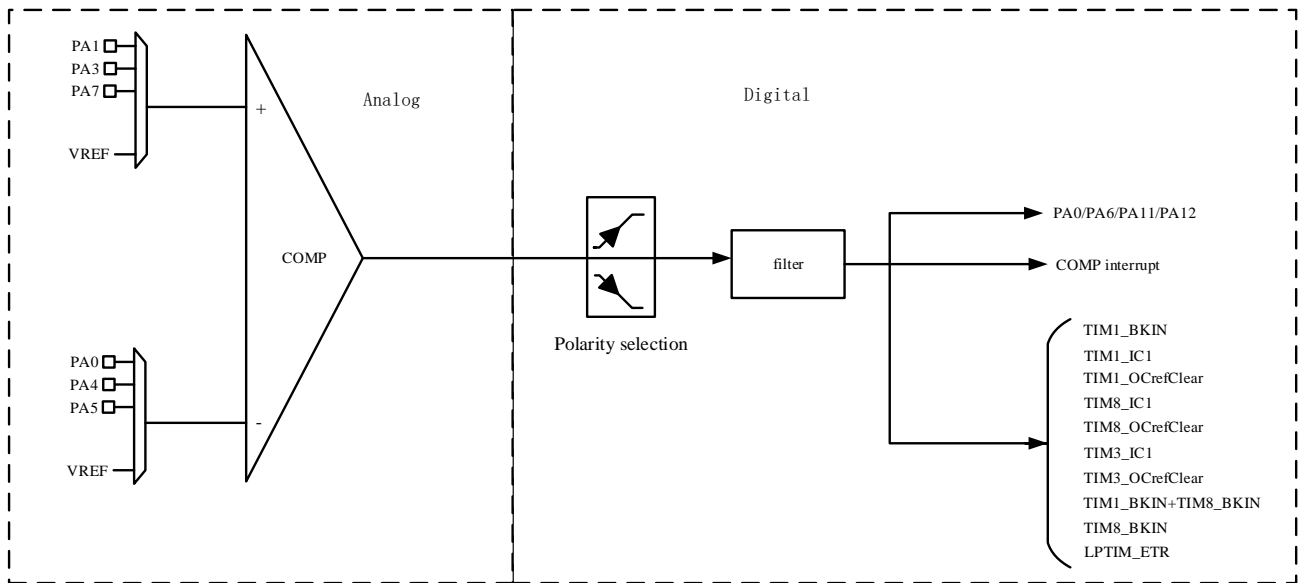 PA1
PA3
PA7
VREF
+
Analog
COMP
PA0
PA4
PA5
VREF
-
Digital
Polarity selection
filter
PA0/PA6/PA11/PA12
COMP interrupt
TIM1_BKIN
TIM1_IC1
TIM1_OCrefClear
TIM8_IC1
TIM8_OCrefClear
TIM3_IC1
TIM3_OCrefClear
TIM1_BKIN+TIM8_BKIN
TIM8_BKIN
LPTIM_ETR